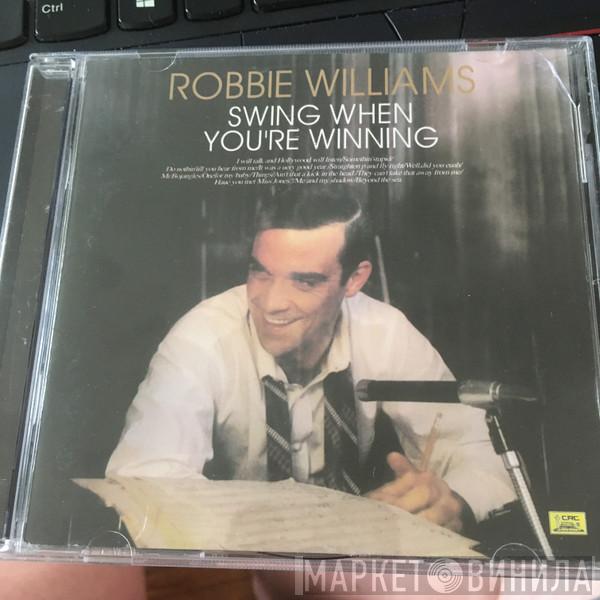 Ctrl
ROBBIE WILLIAMS
SWING WHEN
YOU'RE WINNING
I will talk and Hollywood will listen/Somethin'stupid/
Do nothin'till you hear from me/It was a very good year/Straighten up and fly right/Well,did you evah/
Mr.Bojangles/One for my baby/Things/Ain't that a kick in the head/They can't take that away from me/
Have you met Miss Jones?/Me and my shadow/Beyond the sea
CRC
МАРКЕТ ВИНИЛА